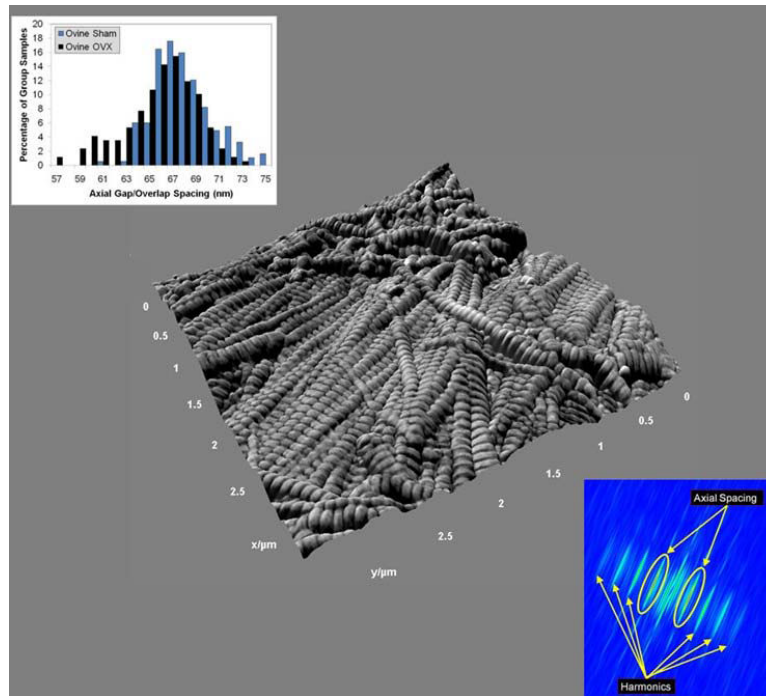 20
18
16
14
12
10
8
6
4
2
0
Percentage of Group Samples
Ovine Sham
Ovine OVX
57 59 61 63 65 67 69 71 73 75
Axial Gap/Overlap Spacing (nm)
0
0.5
1
1.5
2
2.5
x/µm
0
0.5
1
1.5
2
2.5
y/µm
Axial Spacing
Harmonics